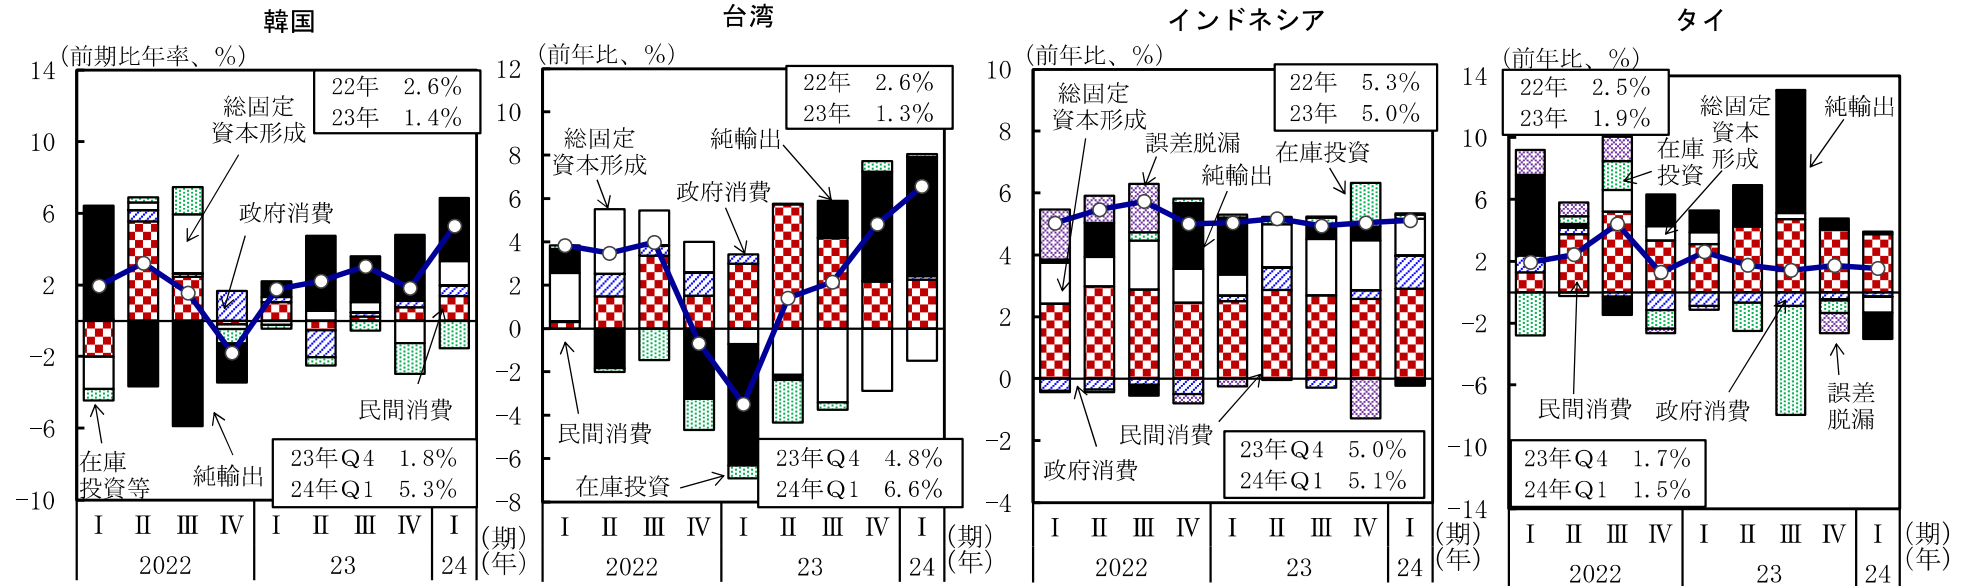 韓国
(前期比年率、%)
14
10
6
2
-2
-6
-10
22年 2.6%
23年 1.4%
総固定
資本形成
政府消費
民間消費
在庫
投資等
純輸出
23年Q4 1.8%
24年Q1 5.3%
Ⅰ Ⅱ Ⅲ Ⅳ Ⅰ Ⅱ Ⅲ Ⅳ Ⅰ (期)
2022 23 24 (年)
台湾
(前年比、%)
12
10
8
6
4
2
0
-2
-4
-6
-8
22年 2.6%
23年 1.3%
総固定
資本形成
純輸出
政府消費
民間消費
在庫投資
23年Q4 4.8%
24年Q1 6.6%
Ⅰ Ⅱ Ⅲ Ⅳ Ⅰ Ⅱ Ⅲ Ⅳ Ⅰ (期)
2022 23 24 (年)
インドネシア
(前年比、%)
10
8
6
4
2
0
-2
-4
22年 5.3%
23年 5.0%
総固定
資本形成
誤差脱漏
純輸出
在庫投資
民間消費
政府消費
23年Q4 5.0%
24年Q1 5.1%
Ⅰ Ⅱ Ⅲ Ⅳ Ⅰ Ⅱ Ⅲ Ⅳ Ⅰ (期)
2022 23 24 (年)
タイ
(前年比、%)
14
10
6
2
-2
-6
-10
-14
22年 2.5%
23年 1.9%
総固定
資本
形成
純輸出
在庫
投資
民間消費
政府消費
誤差
脱漏
23年Q4 1.7%
24年Q1 1.5%
Ⅰ Ⅱ Ⅲ Ⅳ Ⅰ Ⅱ Ⅲ Ⅳ Ⅰ (期)
2022 23 24 (年)